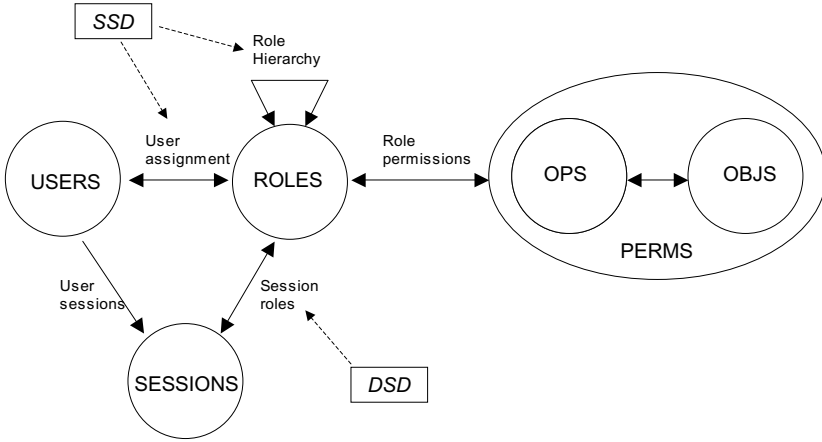 SSD
Role
Hierarchy
User
assignment
Role
permissions
USERS
ROLES
OPS
OBJS
PERMS
User
sessions
Session
roles
SESSIONS
DSD